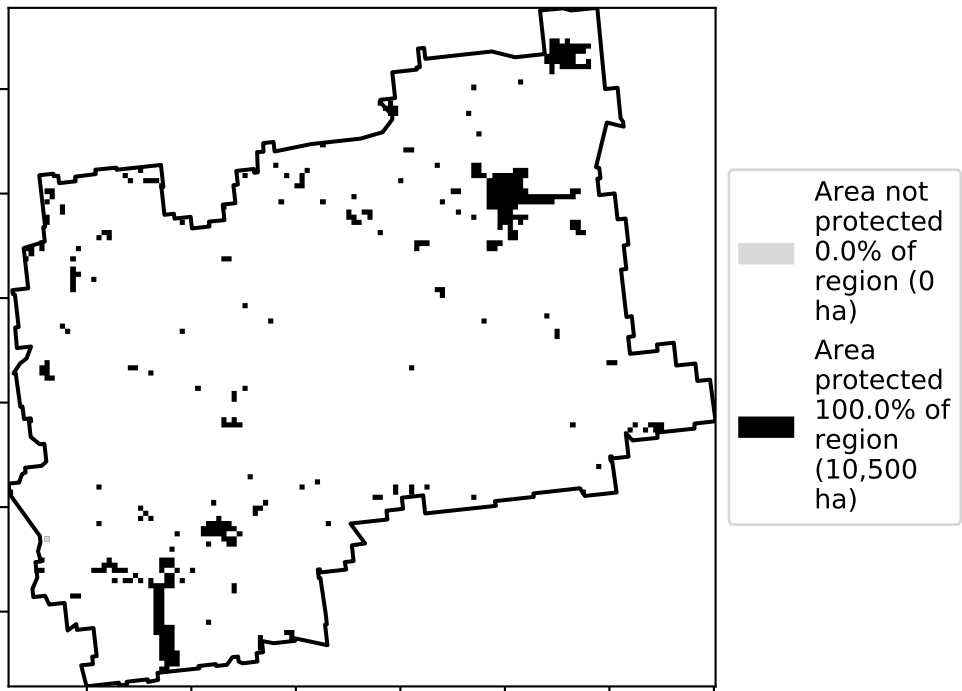 Area not
protected
0.0% of
region (0
ha)
Area
protected
100.0% of
region
(10,500
ha)